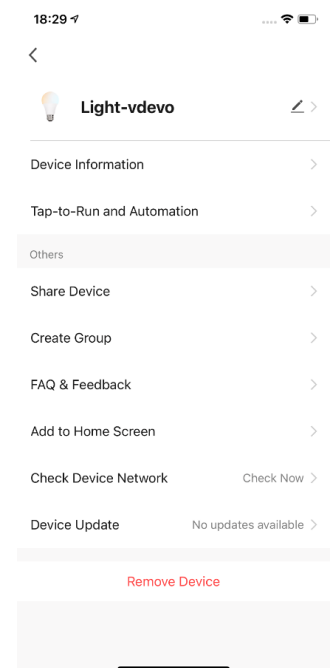 18:29
Light-vdevo
Device Information
Tap-to-Run and Automation
Others
Share Device
Create Group
FAQ & Feedback
Add to Home Screen
Check Device Network Check Now
Device Update No updates available
Remove Device